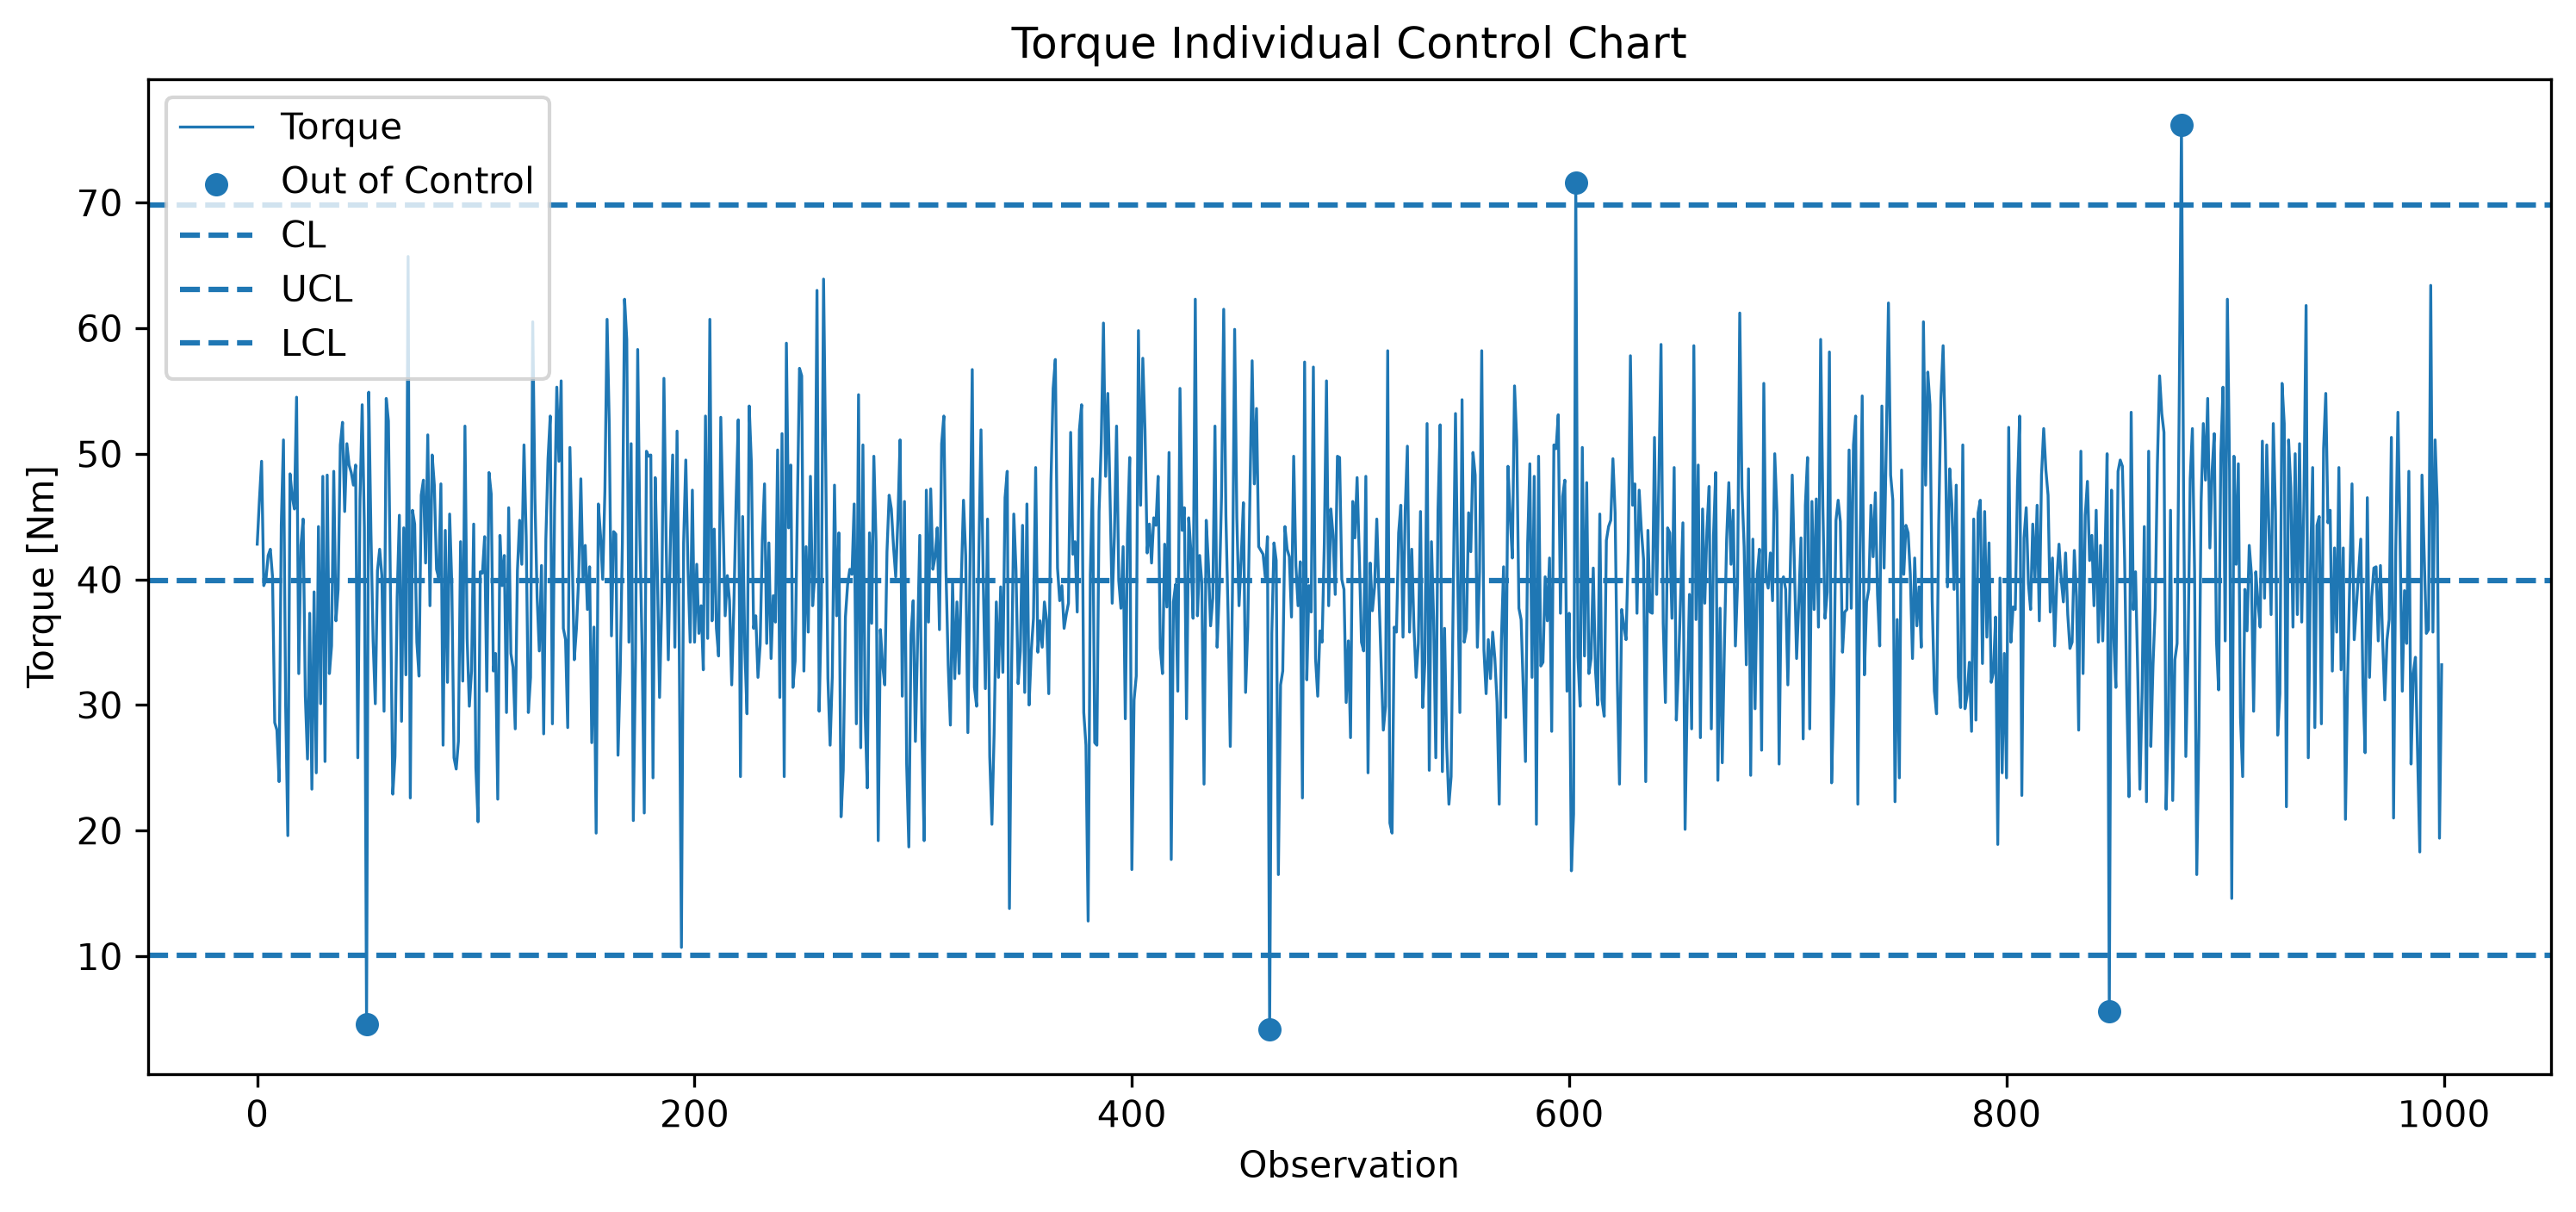 Torque Individual Control Chart
Torque
Out of Control
CL
UCL
LCL
Torque [Nm]
70
60
50
40
30
20
10
0
200
400
600
800
1000
Observation